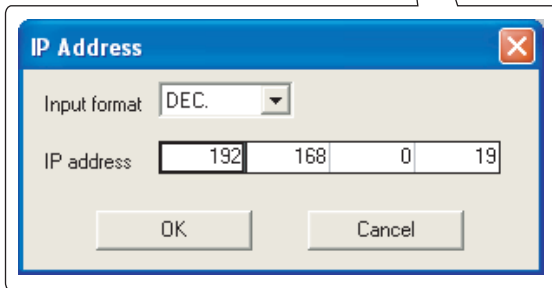 IP Address
Input format DEC.
IP address 192 168 0 19
OK Cancel